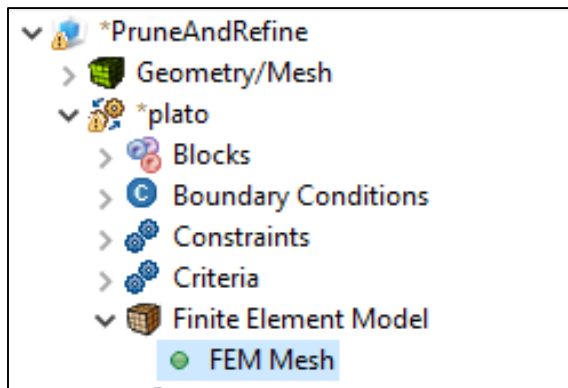 *PruneAndRefine
Geometry/Mesh
*plato
Blocks
C Boundary Conditions
Constraints
Criteria
Finite Element Model
FEM Mesh